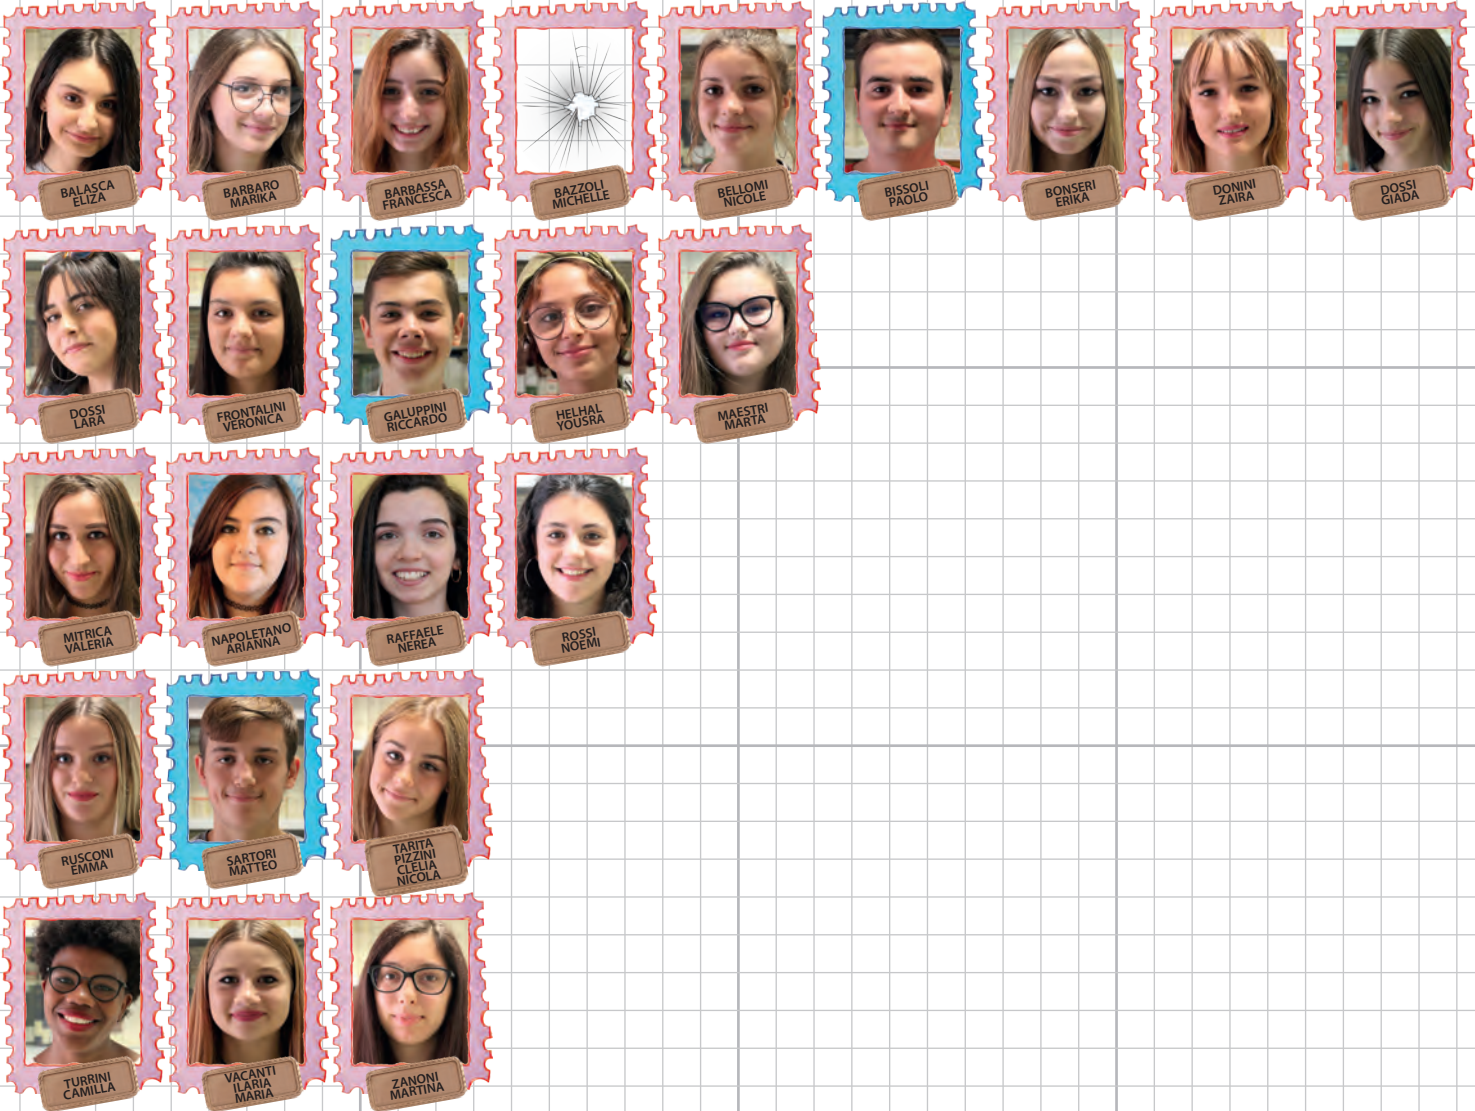 BALASCA
ELIZA
BARBARO
MARIKA
BARBASSA
FRANCESCA
BAZZOLI
MICHELLE
BELLOMI
NICOLE
BISSOLI
PAOLO
BONSERI
ERIKA
DONINI
ZAIRA
DOSSI
GIADA
DOSSI
LARA
FRONTALINI
VERONICA
GALUPPINI
RICCARDO
HELHAL
YOUSRA
MAESTRI
MARTA
MITRICA
VALERIA
NAPOLETANO
ARIANNA
RAFFAELE
NEREA
ROSSI
NOEMI
RUSCONI
EMMA
SARTORI
MATTEO
TARITA
PIZZINI
CLELIA
NICOLA
TURRINI
CAMILLA
VACANTI
ILARIA
MARIA
ZANONI
MARTINA